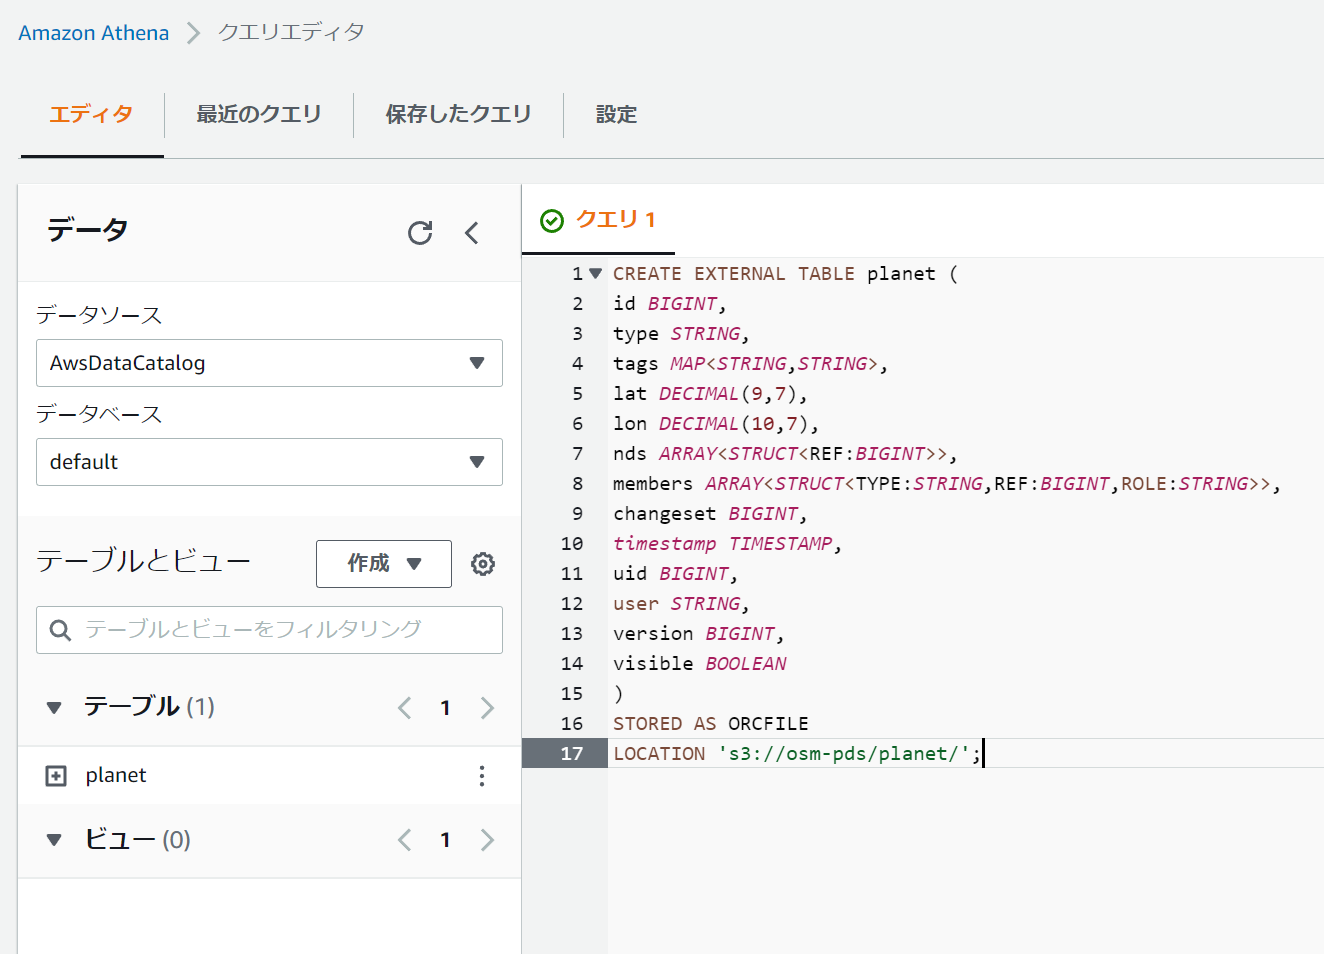 Amazon Athena > クエリエディタ
エディタ 最近のクエリ 保存したクエリ 設定
データ
データソース
AwsDataCatalog
データベース
default
テーブルとビュー 作成
テーブルとビューをフィルタリング
テーブル (1) 1
planet
ビュー (0) 1
クエリ 1
1 CREATE EXTERNAL TABLE planet (
2 id BIGINT,
3 type STRING,
4 tags MAP<STRING,STRING>,
5 lat DECIMAL(9,7),
6 lon DECIMAL(10,7),
7 nds ARRAY<STRUCT<REF:BIGINT>>,
8 members ARRAY<STRUCT<TYPE:STRING,REF:BIGINT,ROLE:STRING>>,
9 changeset BIGINT,
10 timestamp TIMESTAMP,
11 uid BIGINT,
12 user STRING,
13 version BIGINT,
14 visible BOOLEAN
15 )
16 STORED AS ORCFILE
17 LOCATION 's3://osm-pds/planet/';